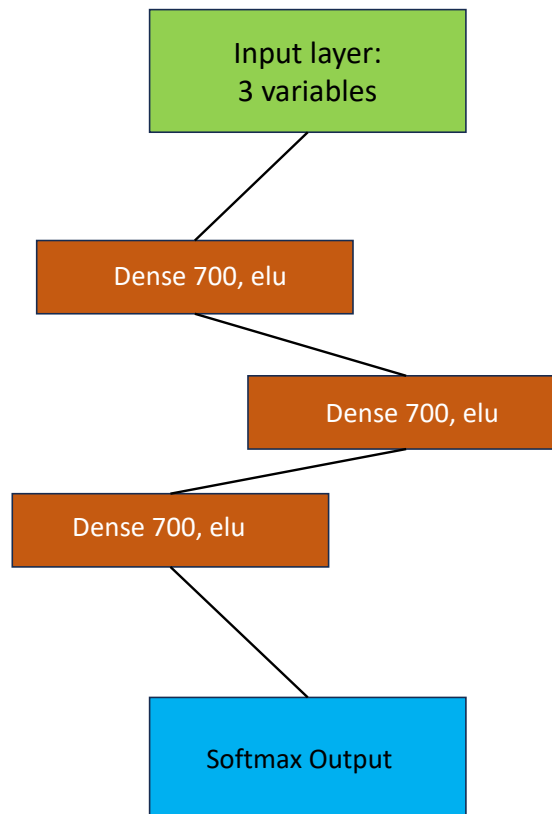 Input layer:
3 variables
Dense 700, elu
Dense 700, elu
Dense 700, elu
Softmax Output